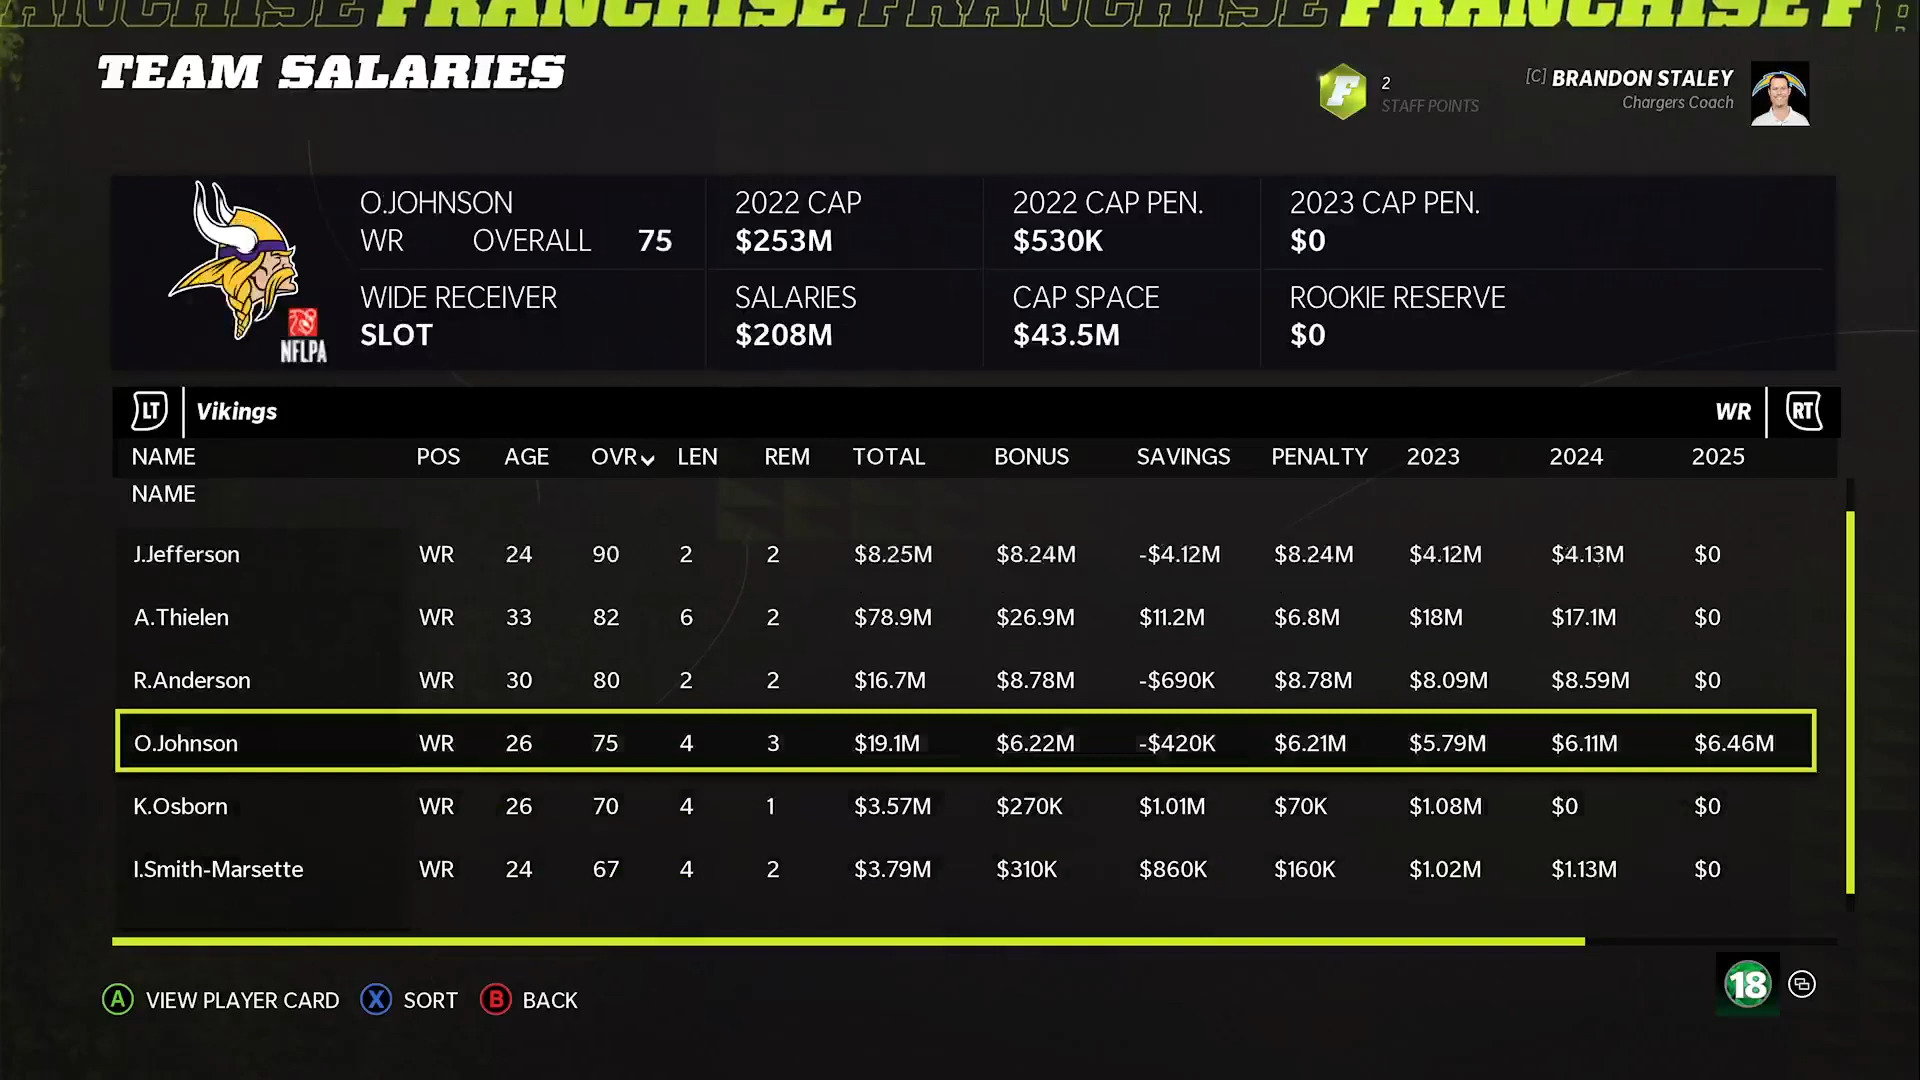 FRANCHISE FRANCHISE FRANCHISE FRANCHISE F
TEAM SALARIES
2
STAFF POINTS
[C] BRANDON STALEY
Chargers Coach
O.JOHNSON
WR OVERALL 75
WIDE RECEIVER
SLOT
NFLPA
2022 CAP
$253M
SALARIES
$208M
2022 CAP PEN.
$530K
CAP SPACE
$43.5M
2023 CAP PEN.
$0
ROOKIE RESERVE
$0
LT Vikings WR RT
NAME POS AGE OVR LEN REM TOTAL BONUS SAVINGS PENALTY 2023 2024 2025
NAME
J.Jefferson WR 24 90 2 2 $8.25M $8.24M -$4.12M $8.24M $4.12M $4.13M $0
A.Thielen WR 33 82 6 2 $78.9M $26.9M $11.2M $6.8M $18M $17.1M $0
R.Anderson WR 30 80 2 2 $16.7M $8.78M -$690K $8.78M $8.09M $8.59M $0
O.Johnson WR 26 75 4 3 $19.1M $6.22M -$420K $6.21M $5.79M $6.11M $6.46M
K.Osborn WR 26 70 4 1 $3.57M $270K $1.01M $70K $1.08M $0 $0
I.Smith-Marsette WR 24 67 4 2 $3.79M $310K $860K $160K $1.02M $1.13M $0
A VIEW PLAYER CARD X SORT B BACK
18